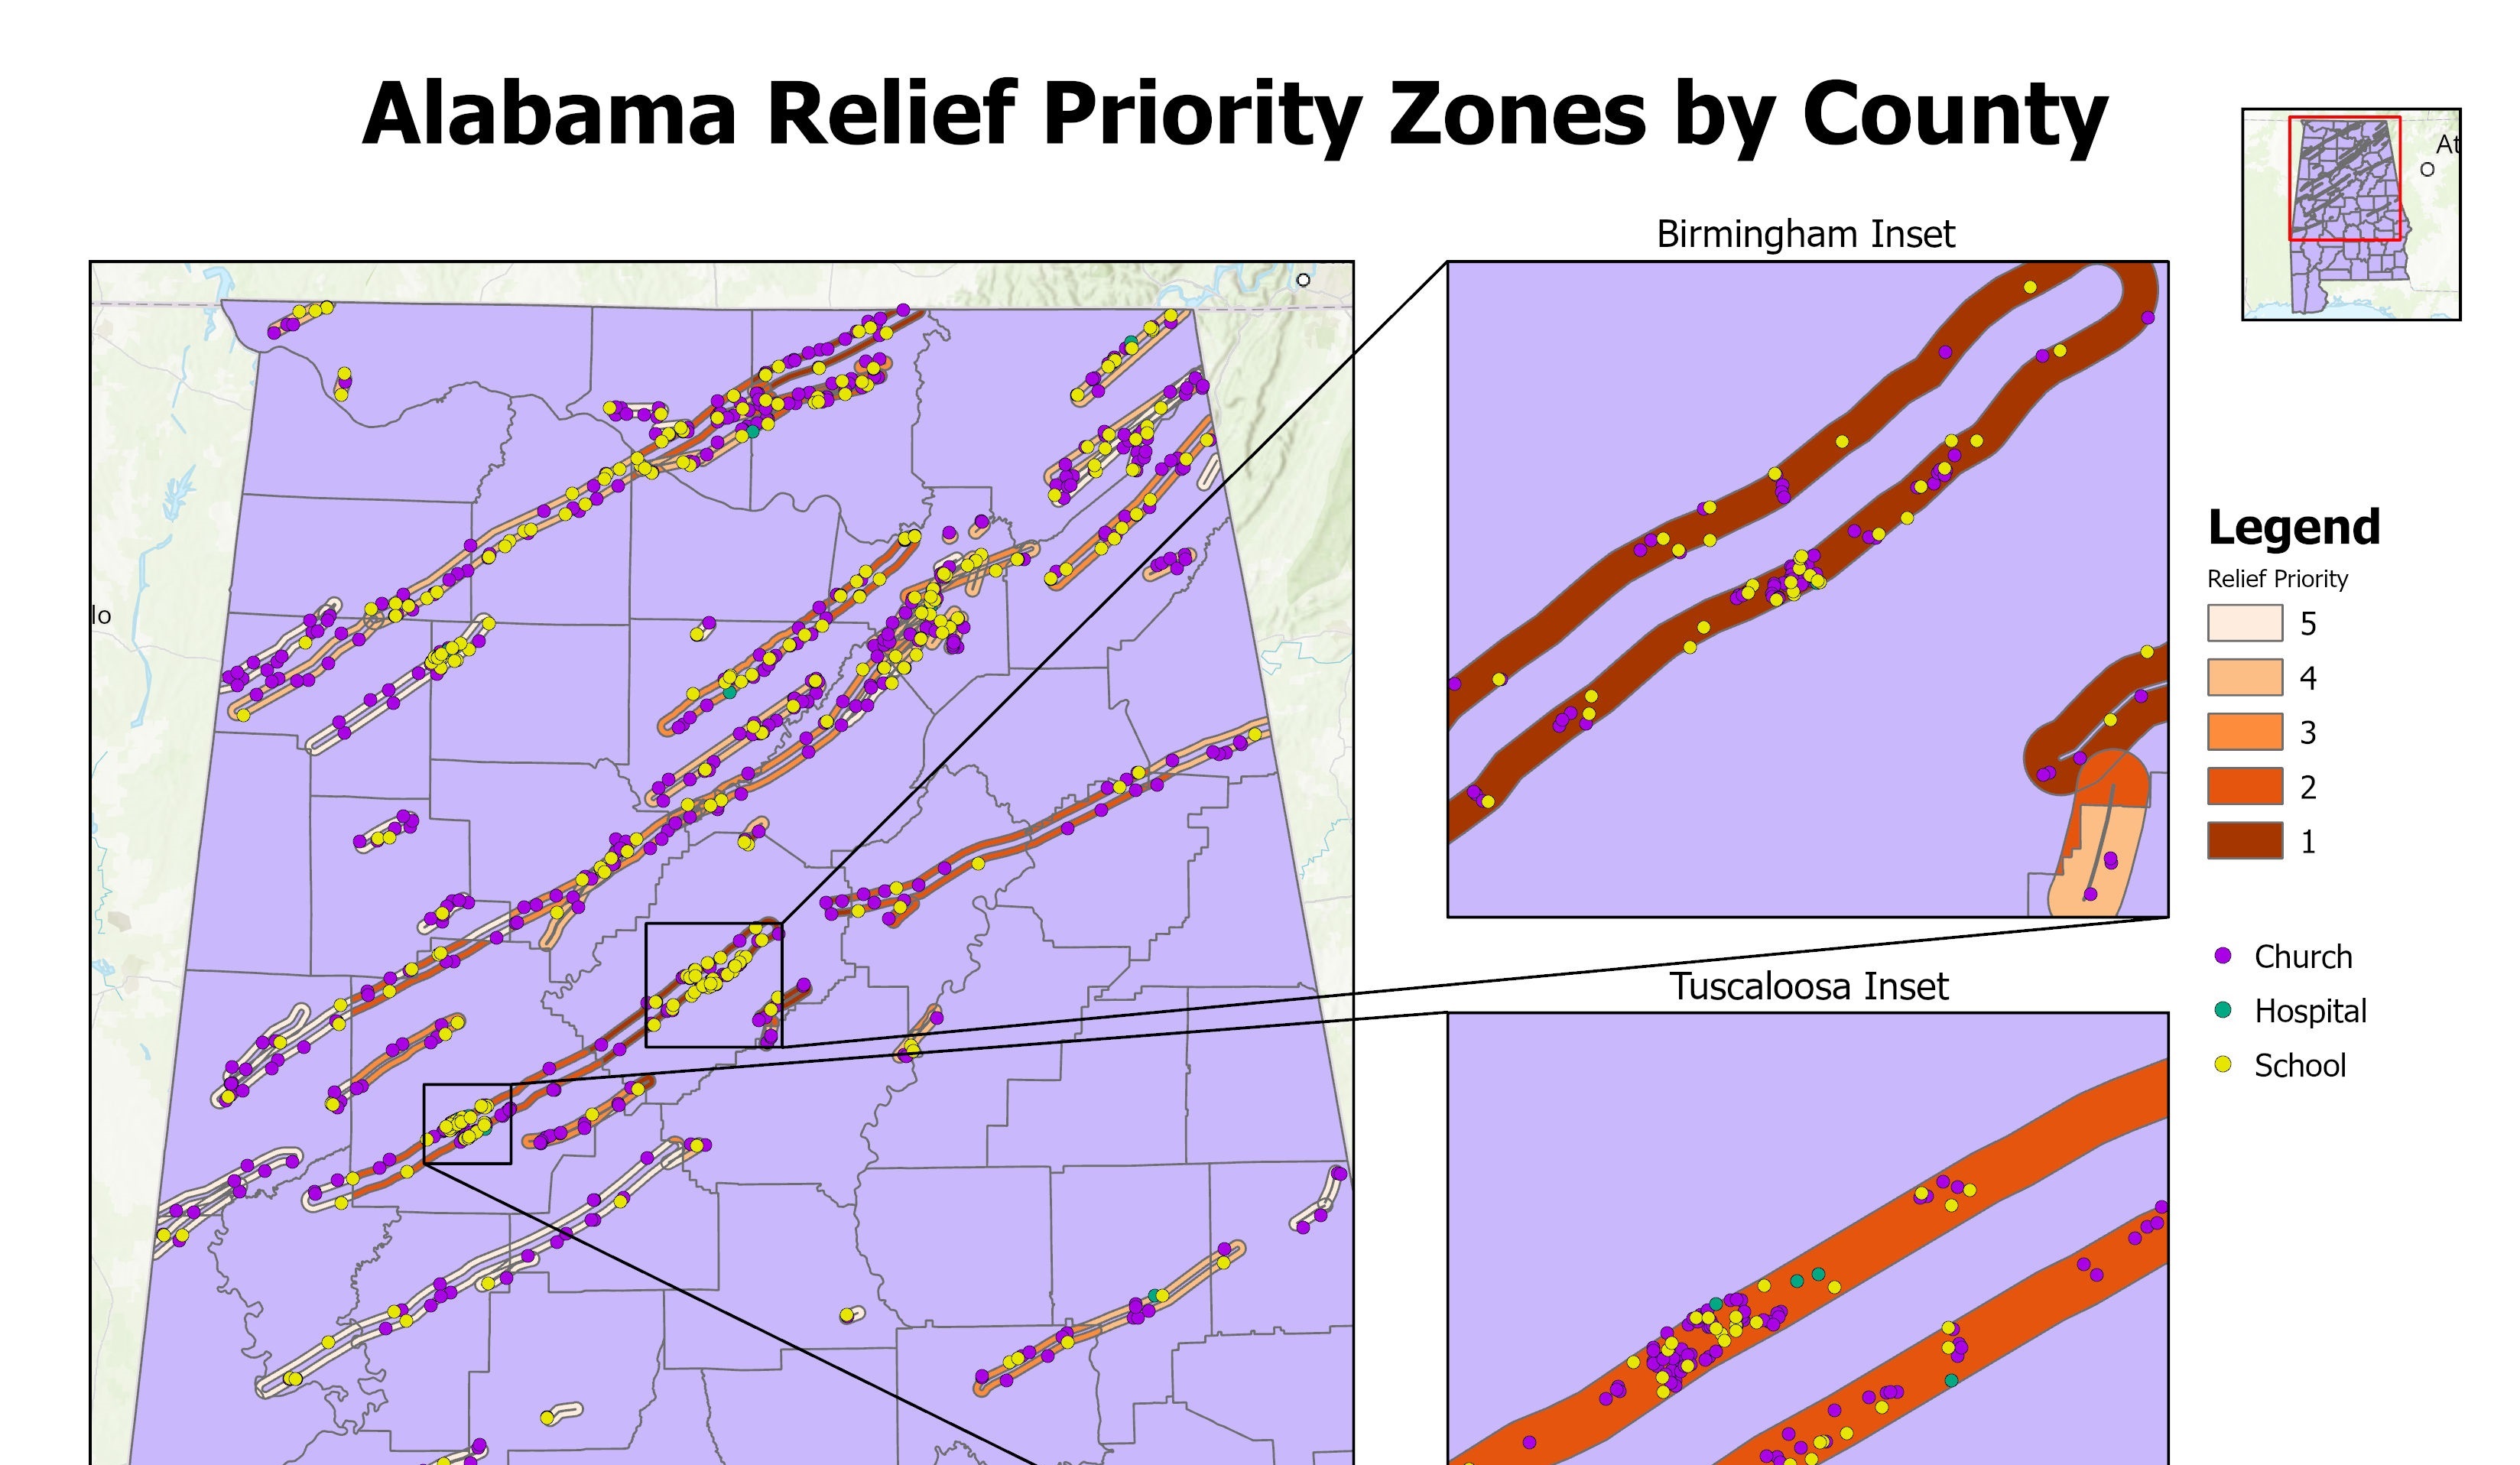 Alabama Relief Priority Zones by County
At
Birmingham Inset
lo
Legend
Relief Priority
5
4
3
2
1
Church
Hospital
School
Tuscaloosa Inset